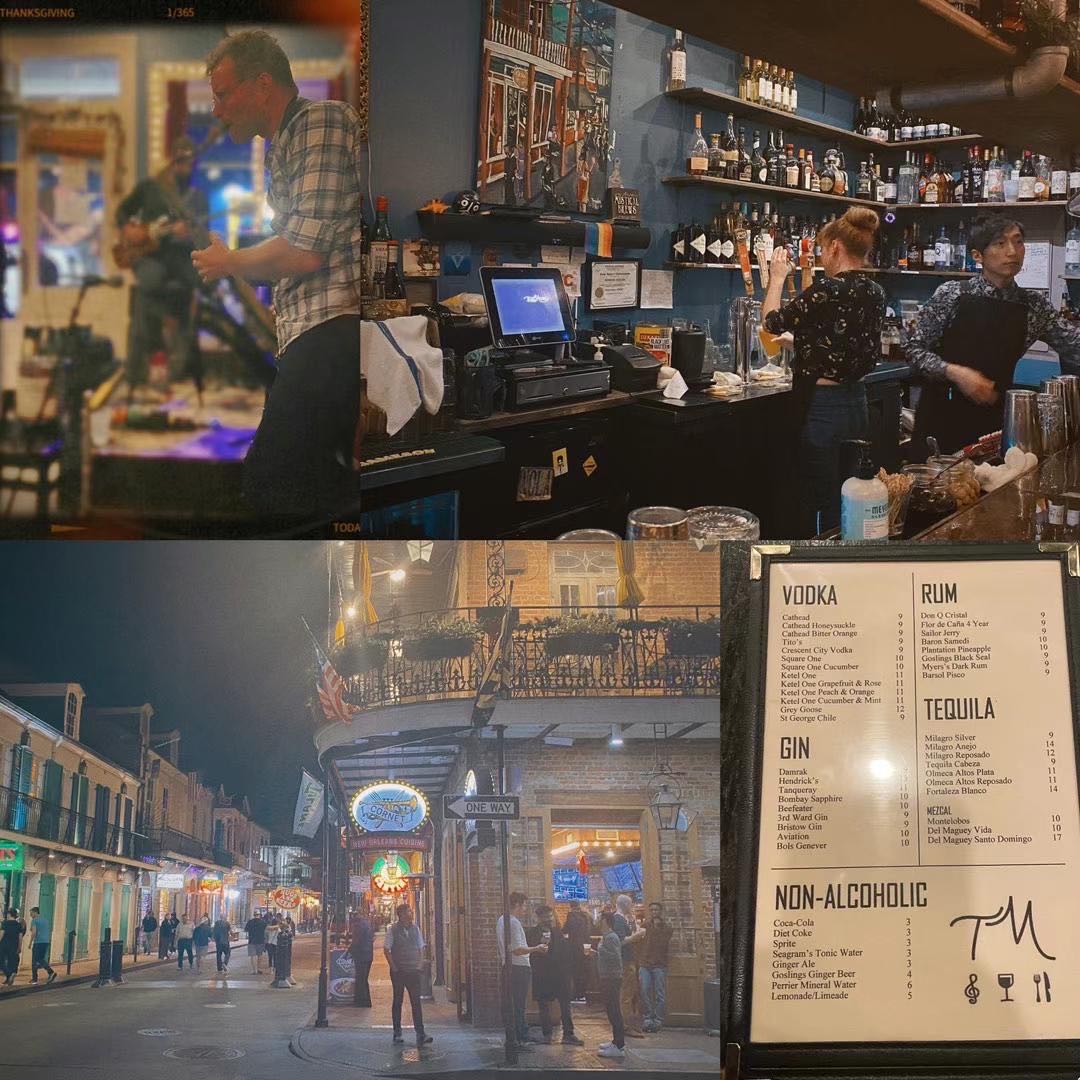 THANKSGIVING 1/365
TODA
MUSICAL
NOLA
CORNET
NEW ORLEANS CUISINE
ONE WAY
VODKA
Cathead 9
Cathead Honeysuckle 9
Cathead Bitter Orange 9
Tito's 9
Crescent City Vodka 9
Square One 10
Square One Cucumber 10
Ketel One 11
Ketel One Grapefruit & Rose 11
Ketel One Peach & Orange 11
Ketel One Cucumber & Mint 11
Grey Goose 12
St George Chile 9
GIN
Damrak
Hendrick's
Tanqueray
Bombay Sapphire 10
Beefeater 10
3rd Ward Gin 9
Bristow Gin 9
Aviation 10
Bols Genever 10
RUM
Don Q Cristal 9
Flor de Caña 4 Year 9
Sailor Jerry 9
Baron Samedi 10
Plantation Pineapple 10
Goslings Black Seal 9
Myers's Dark Rum 9
Barsol Pisco 9
TEQUILA
Milagro Silver 9
Milagro Anejo 14
Milagro Reposado 12
Tequila Cabeza 9
Olmeca Altos Plata 11
Olmeca Altos Reposado 11
Fortaleza Blanco 14
MEZCAL
Montelobos 10
Del Maguey Vida 10
Del Maguey Santo Domingo 17
NON-ALCOHOLIC
Coca-Cola 3
Diet Coke 3
Sprite 3
Seagram's Tonic Water 3
Ginger Ale 3
Goslings Ginger Beer 4
Perrier Mineral Water 6
Lemonade/Limeade 5
TM